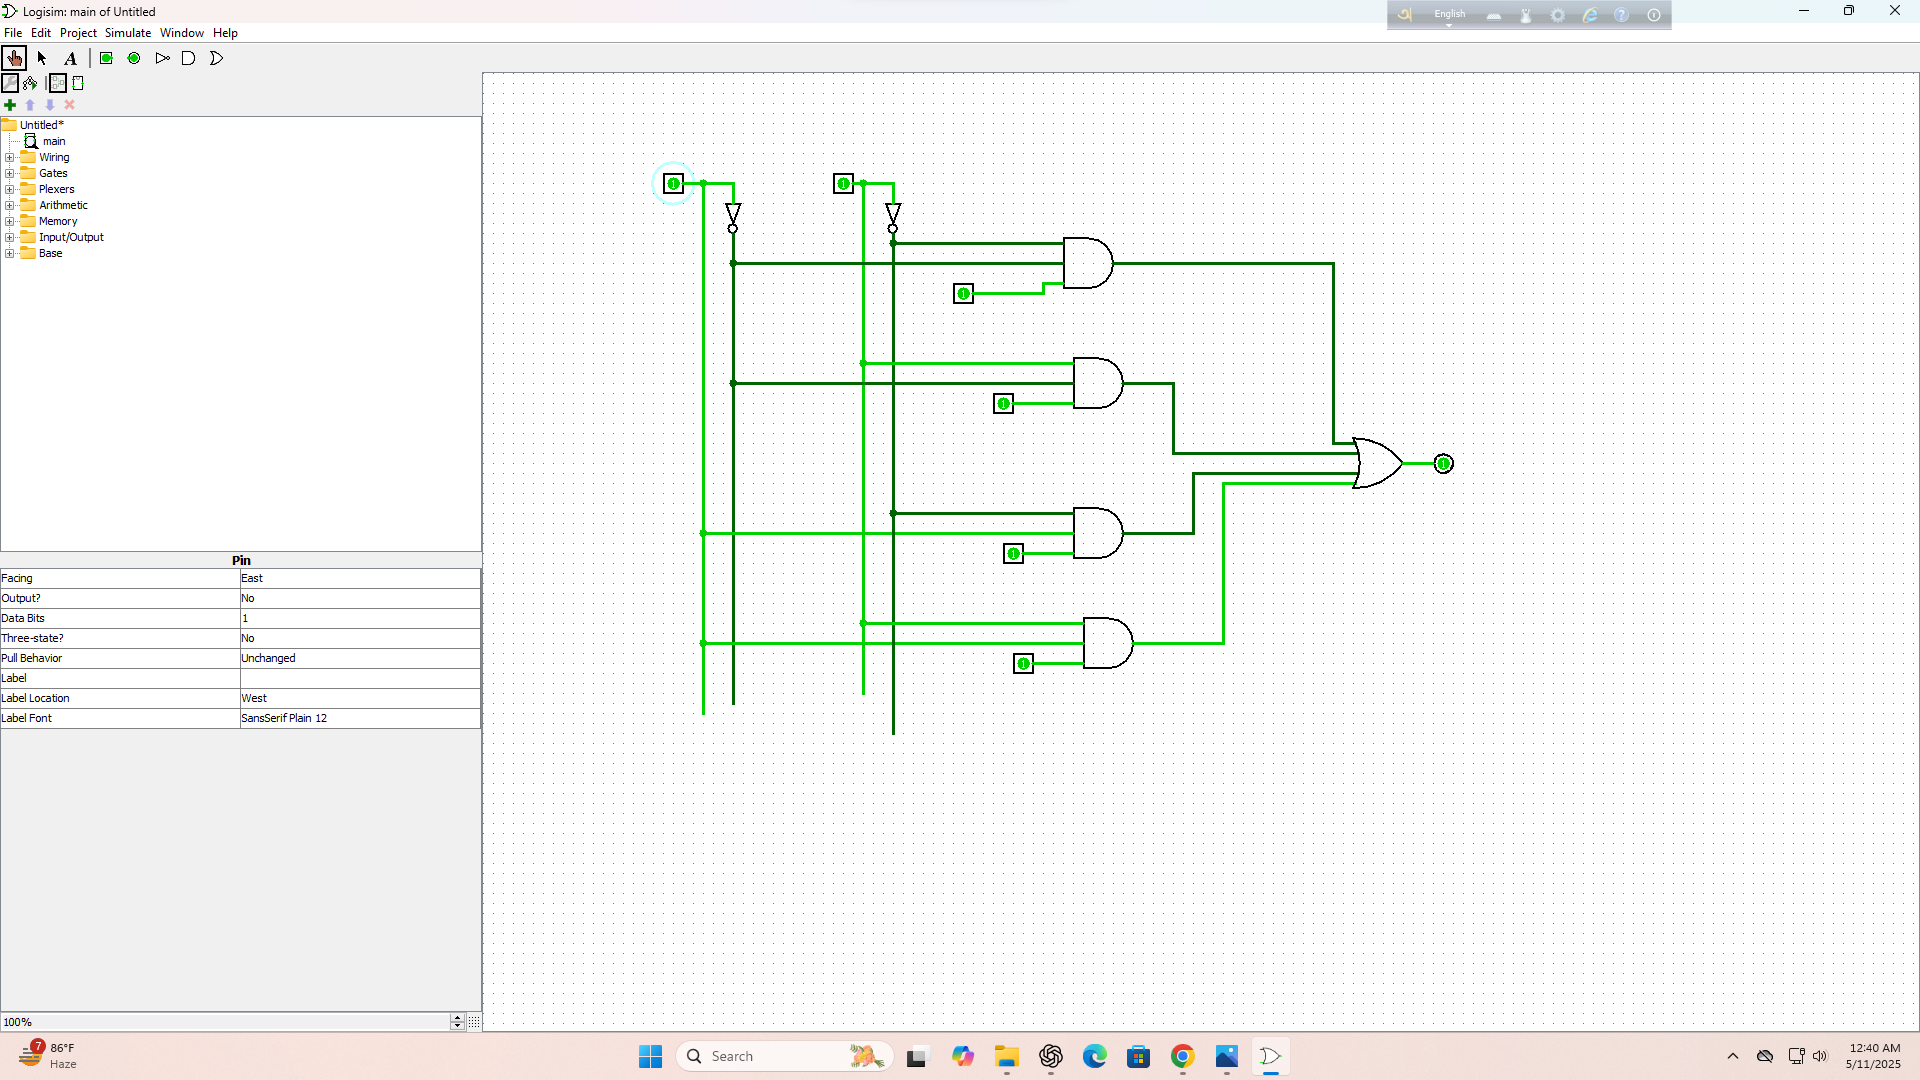 Logisim: main of Untitled
English
File Edit Project Simulate Window Help
A
Untitled*
main
Wiring
Gates
Plexers
Arithmetic
Memory
Input/Output
Base
1 1
1
1
1
1
1
Pin
Facing East
Output? No
Data Bits 1
Three-state? No
Pull Behavior Unchanged
Label
Label Location West
Label Font SansSerif Plain 12
100%
7
86°F
Haze
Search
12:40 AM
5/11/2025